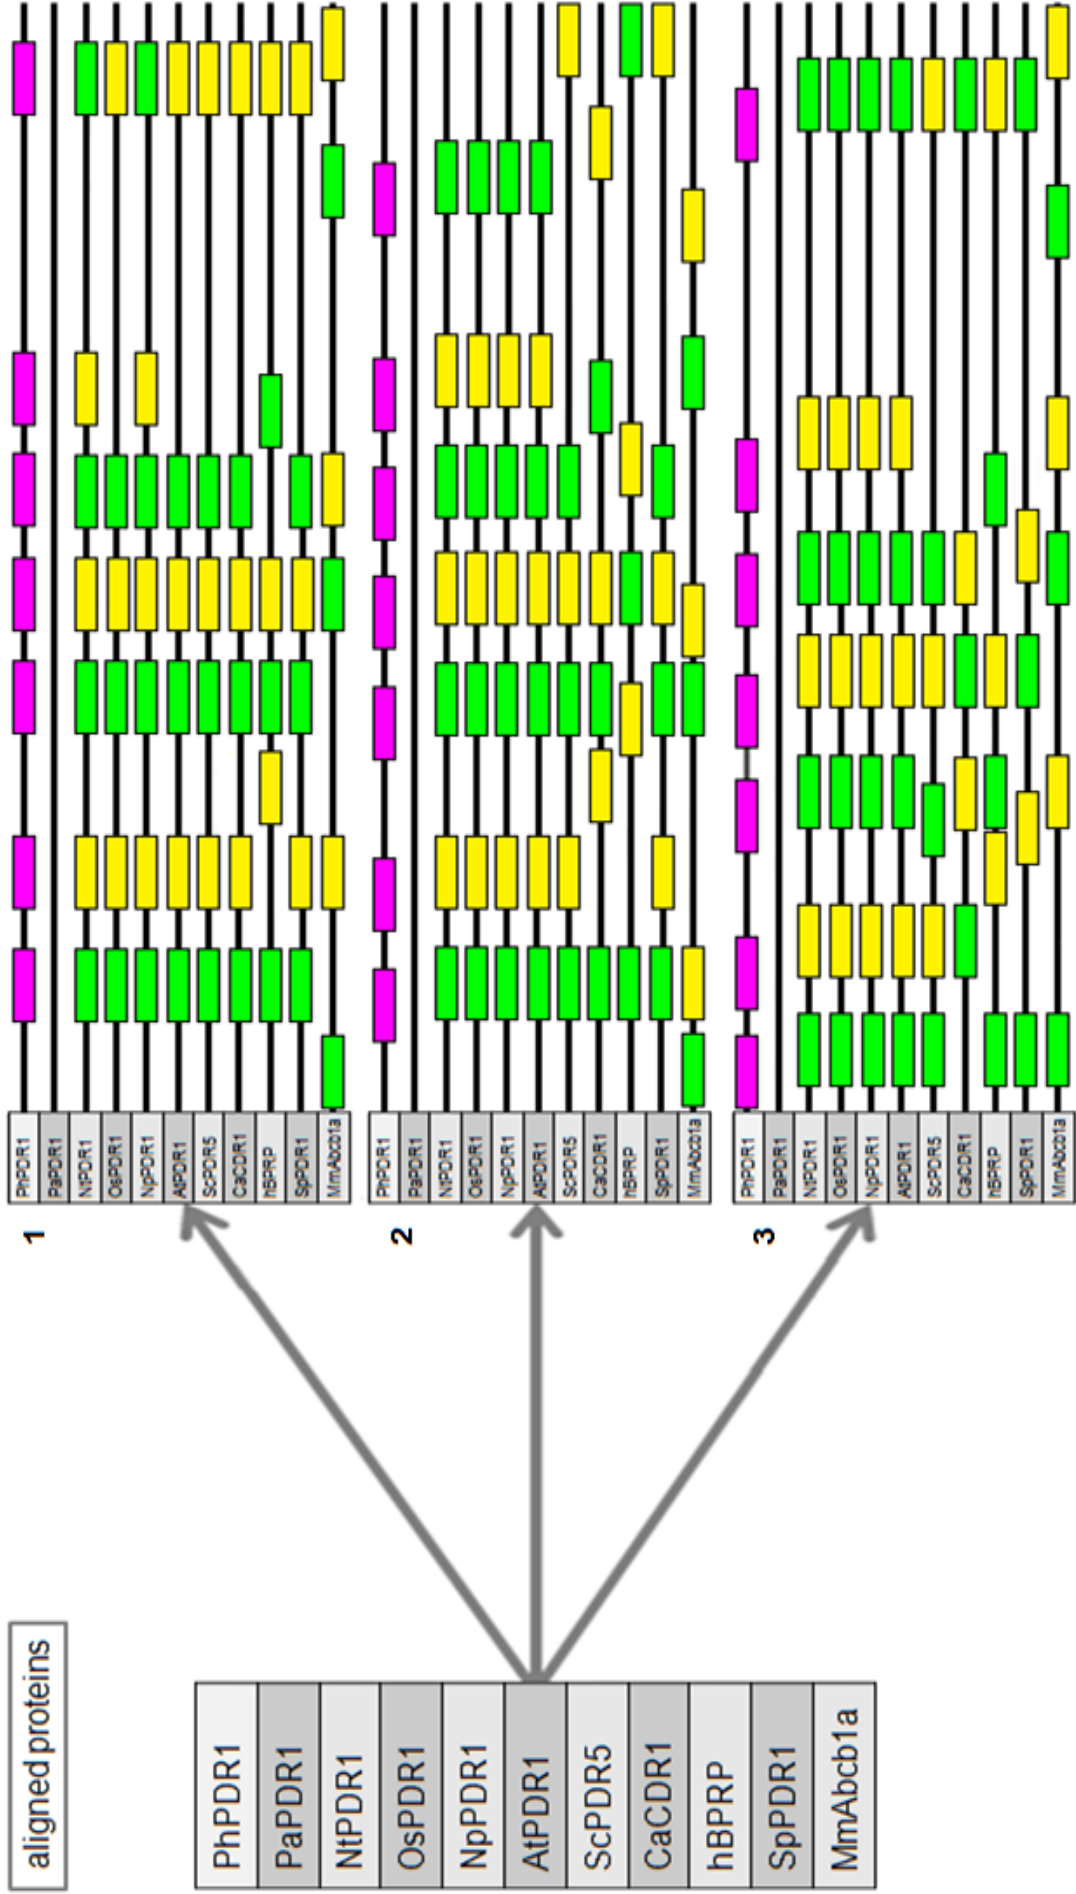 aligned proteins
PhPDR1
PaPDR1
NtPDR1
OsPDR1
NpPDR1
AtPDR1
ScPDR5
CaCDR1
hBPRP
SpPDR1
MmAbcb1a
1
PhPDR1
PaPDR1
NtPDR1
OsPDR1
NpPDR1
AtPDR1
ScPDR5
CaCDR1
hBPRP
SpPDR1
MmAbcb1a
2
PhPDR1
PaPDR1
NtPDR1
OsPDR1
NpPDR1
AtPDR1
ScPDR5
CaCDR1
hBPRP
SpPDR1
MmAbcb1a
3
PhPDR1
PaPDR1
NtPDR1
OsPDR1
NpPDR1
AtPDR1
ScPDR5
CaCDR1
hBPRP
SpPDR1
MmAbcb1a